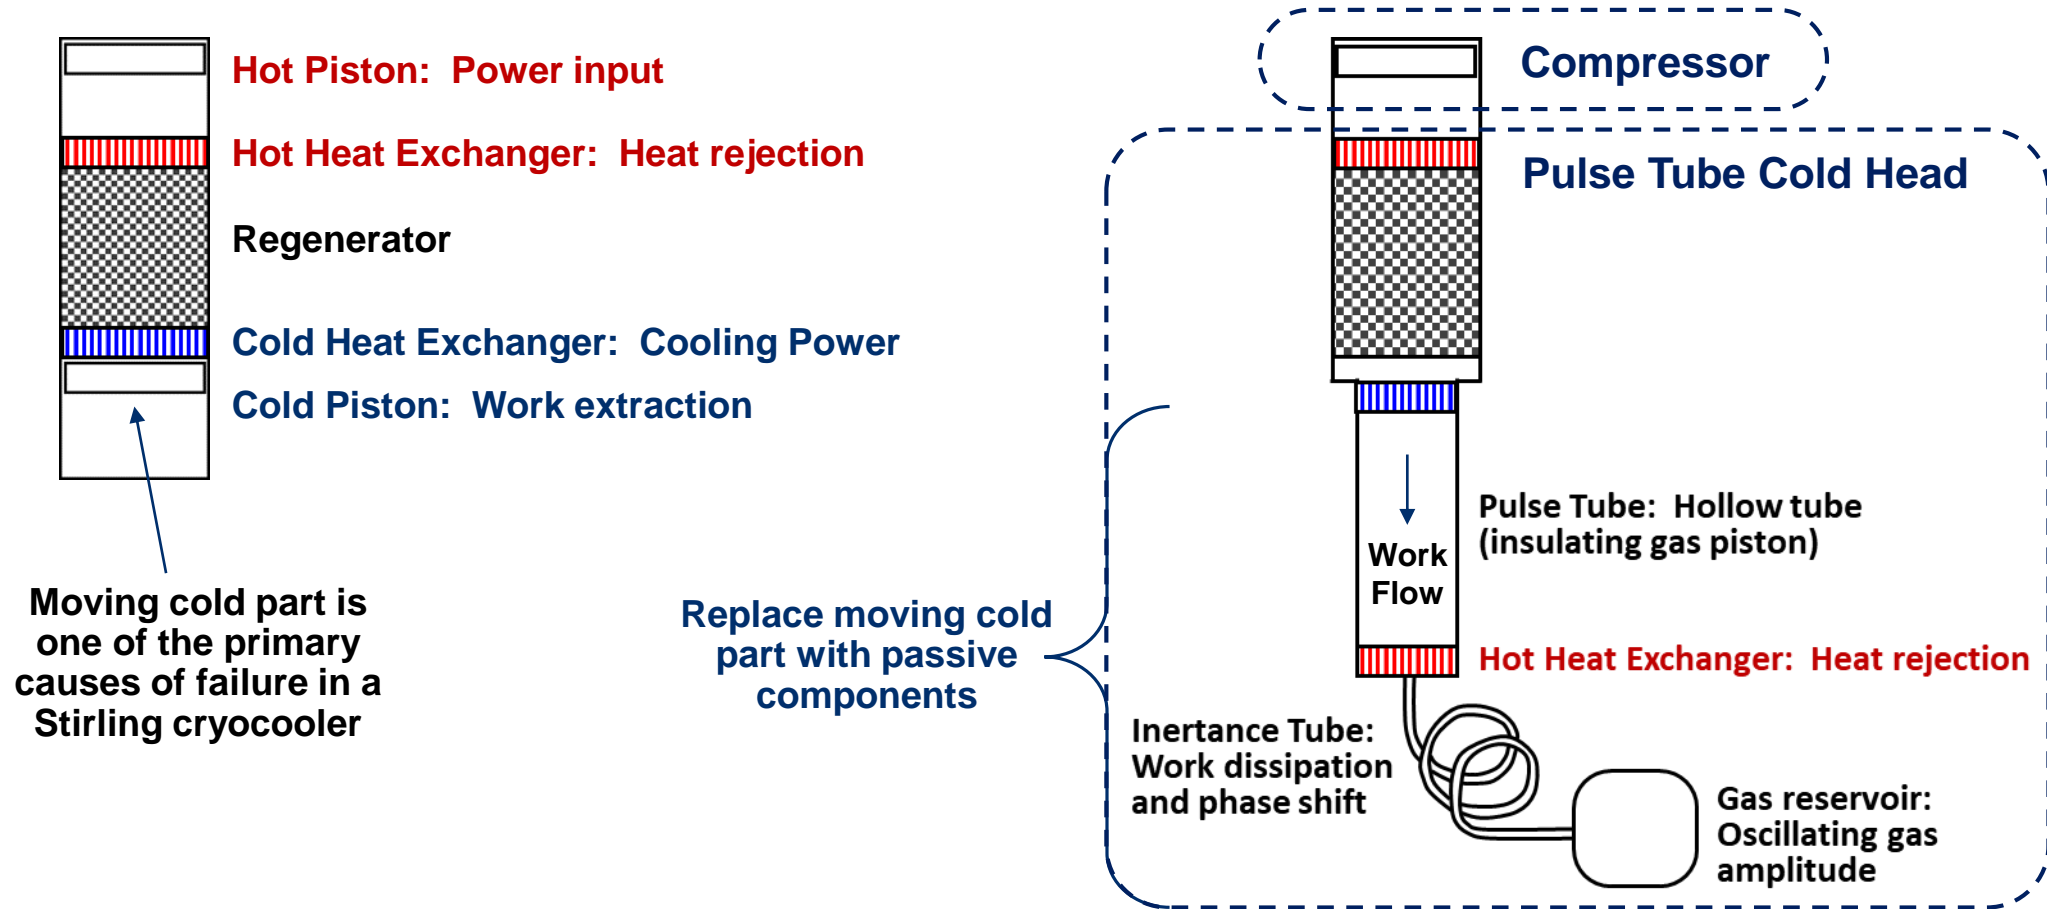 Hot Piston:  Power input
Hot Heat Exchanger:  Heat rejection
Regenerator
Cold Heat Exchanger:  Cooling Power
Cold Piston:  Work extraction
Moving cold part is
one of the primary
causes of failure in a
Stirling cryocooler
Compressor
Pulse Tube Cold Head
Pulse Tube:  Hollow tube
(insulating gas piston)
Work
Flow
Replace moving cold
part with passive
components
Hot Heat Exchanger:  Heat rejection
Inertance Tube:
Work dissipation
and phase shift
Gas reservoir:
Oscillating gas
amplitude